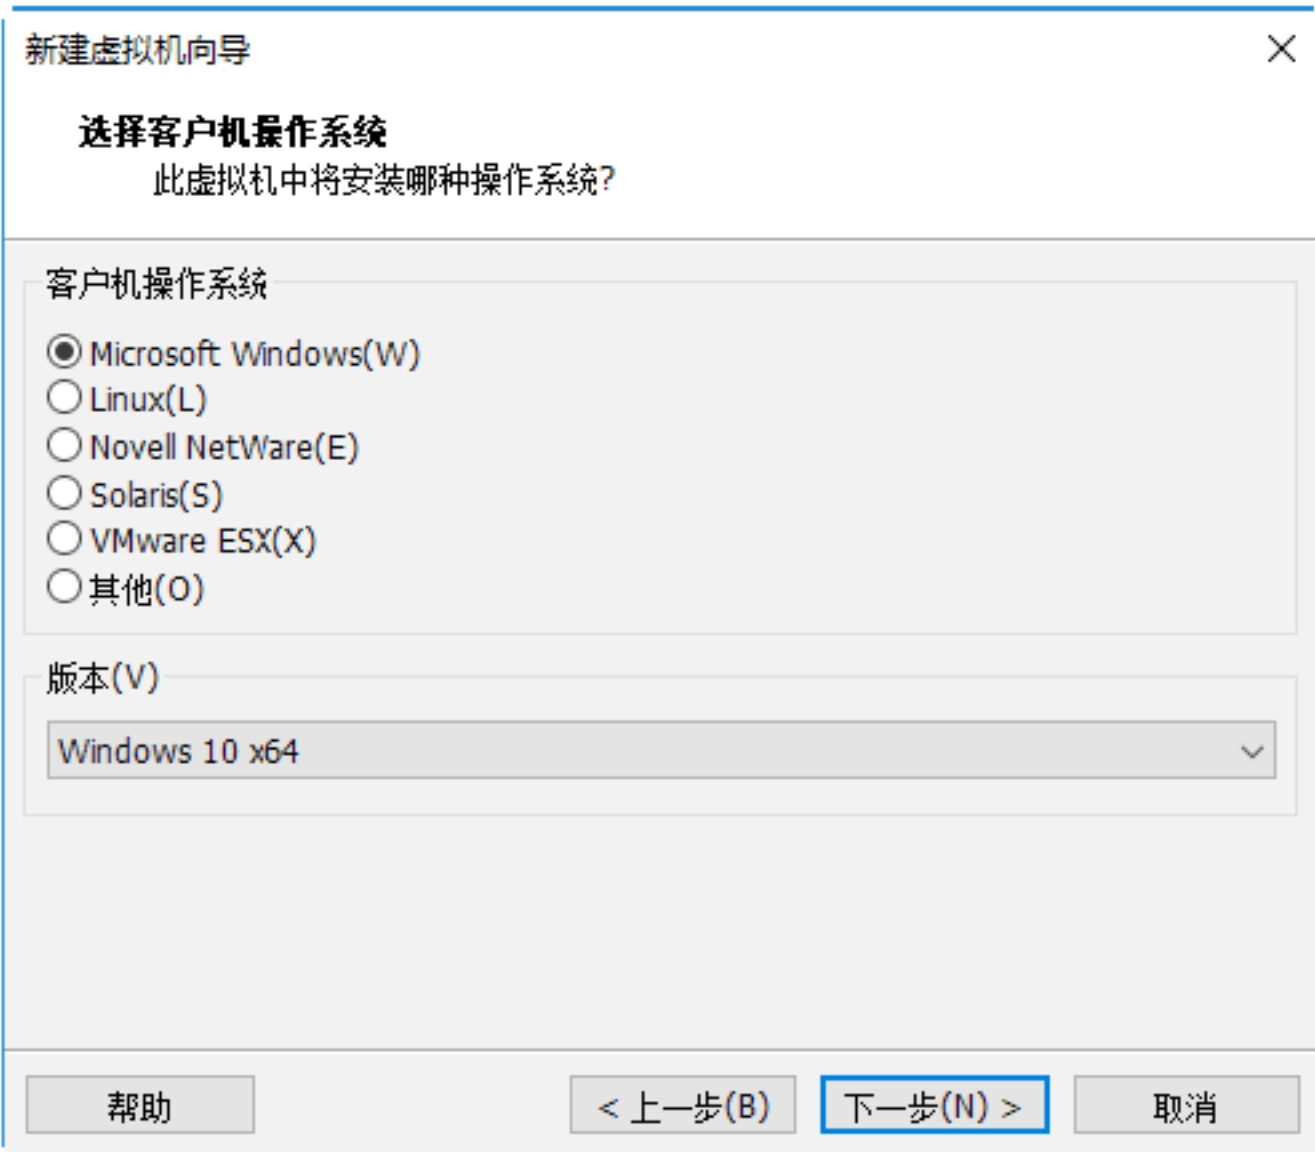 新建虚拟机向导
选择客户机操作系统
此虚拟机中将安装哪种操作系统?
客户机操作系统
Microsoft Windows(W)
Linux(L)
Novell NetWare(E)
Solaris(S)
VMware ESX(X)
其他(O)
版本(V)
Windows 10 x64
帮助
< 上一步(B)
下一步(N) >
取消